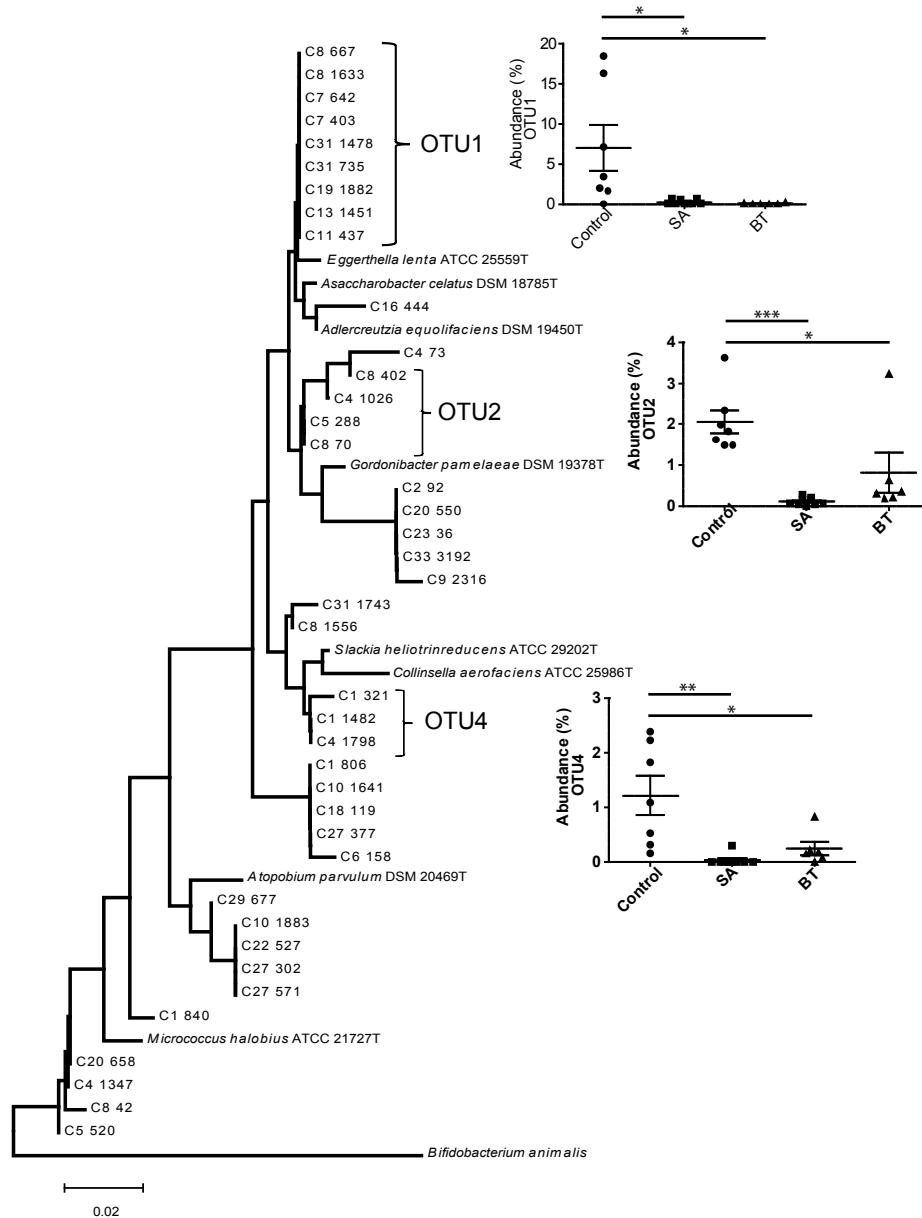 C8 667
C8 1633
C7 642
C7 403
C31 1478
C31 735
C19 1882
C13 1451
C11 437
OTU1
Eggerthella lenta ATCC 25559T
Asaccharobacter celatus DSM 18785T
C16 444
Adlercreutzia equolifaciens DSM 19450T
C4 73
C8 402
C4 1026
C5 288
C8 70
OTU2
Gordonibacter pamelaeae DSM 19378T
C2 92
C20 550
C23 36
C33 3192
C9 2316
C31 1743
C8 1556
Slackia heliotrinreducens ATCC 29202T
Collinsella aerofaciens ATCC 25986T
C1 321
C1 1482
C4 1798
OTU4
C1 806
C10 1641
C18 119
C27 377
C6 158
Atopobium parvulum DSM 20469T
C29 677
C10 1883
C22 527
C27 302
C27 571
C1 840
Micrococcus halobius ATCC 21727T
C20 658
C4 1347
C8 42
C5 520
Bifidobacterium animalis
0.02
*
*
Abundance (%)
OTU1
20
15
10
5
0
Control
SA
BT
***
*
Abundance (%)
OTU2
4
3
2
1
0
Control
SA
BT
**
*
Abundance (%)
OTU4
3
2
1
0
Control
SA
BT